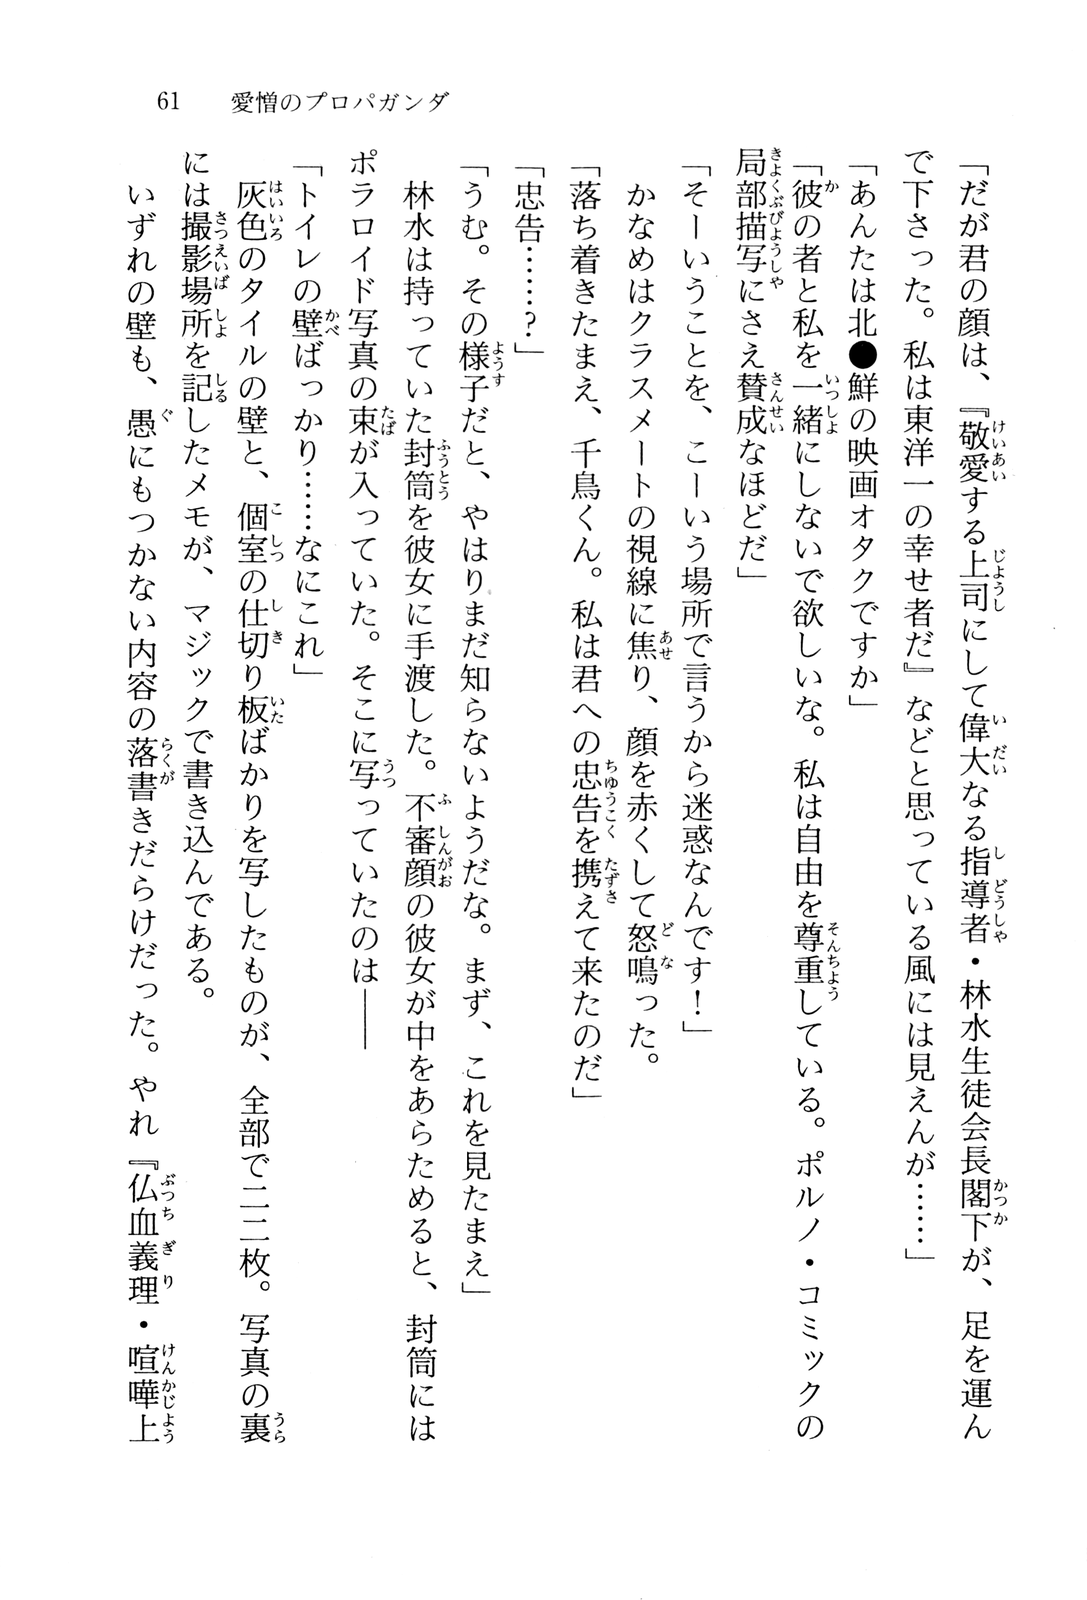 61　愛憎のプロパガンダ
「だが君の顔は、『敬愛する上司にして偉大なる指導者・林水生徒会長閣下が、足を運ん
で下さった。私は東洋一の幸せ者だ』などと思っている風には見えんが……」
「あんたは北●鮮の映画オタクですか」
「彼の者と私を一緒にしないで欲しいな。私は自由を尊重している。ポルノ・コミックの
局部描写にさえ賛成なほどだ」
「そーいうことを、こーいう場所で言うから迷惑なんです！」
　かなめはクラスメートの視線に焦り、顔を赤くして怒鳴った。
「落ち着きたまえ、千鳥くん。私は君への忠告を携えて来たのだ」
「忠告……？」
「うむ。その様子だと、やはりまだ知らないようだな。まず、これを見たまえ」
　林水は持っていた封筒を彼女に手渡した。不審顔の彼女が中をあらためると、封筒には
ポラロイド写真の束が入っていた。そこに写っていたのは――
「トイレの壁ばっかり……なにこれ」
　灰色のタイルの壁と、個室の仕切り板ばかりを写したものが、全部で二二枚。写真の裏
には撮影場所を記したメモが、マジックで書き込んである。
　いずれの壁も、愚にもつかない内容の落書きだらけだった。やれ『仏血義理・喧嘩上